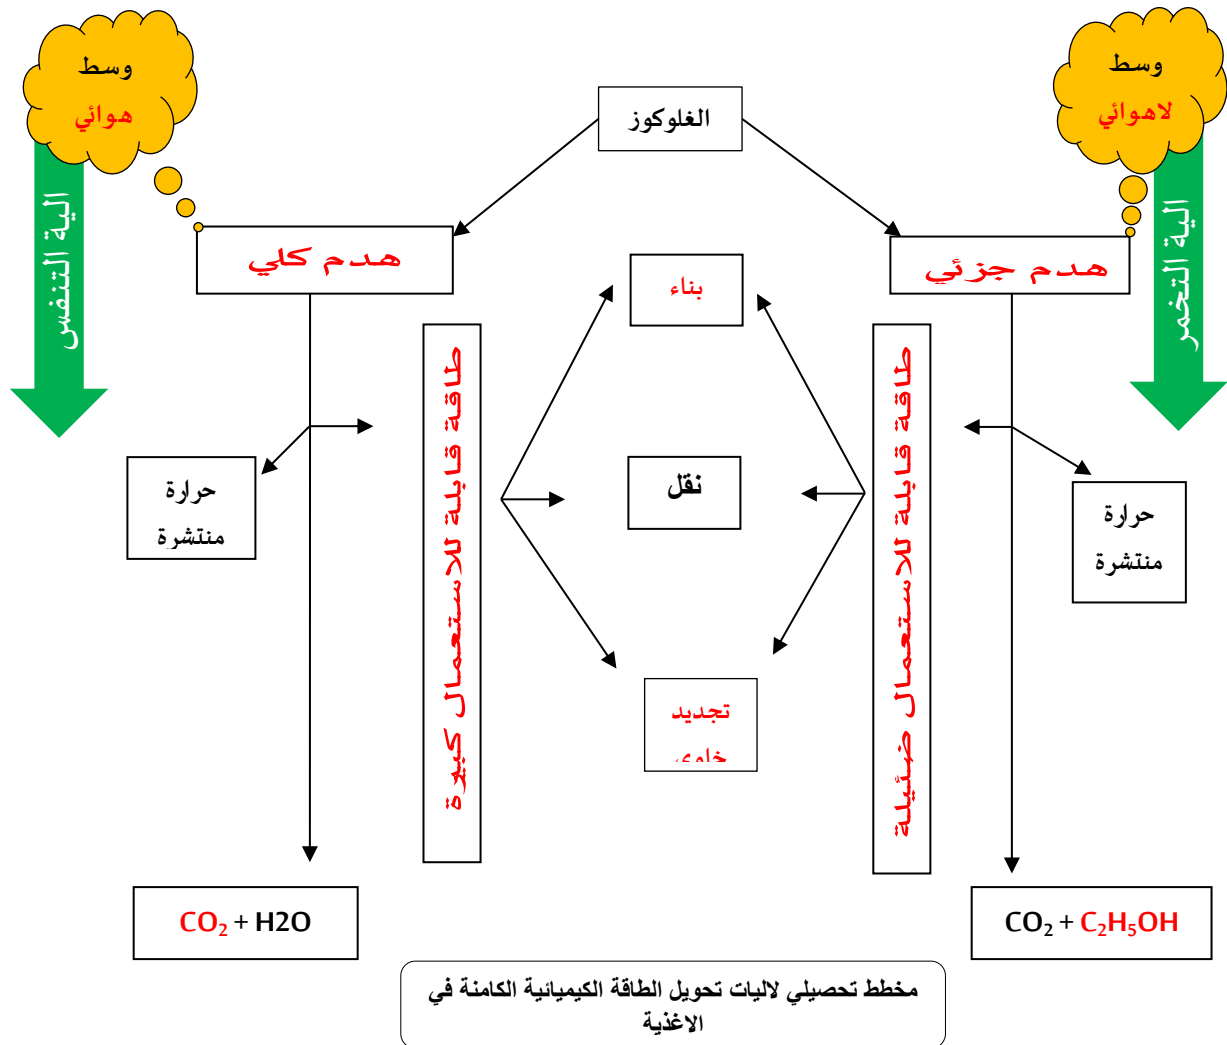 وسط
لاهوائي
وسط
هوائي
الغلوكوز
الية التخمر
الية التنفس
هدم جزئي
هدم كلي
بناء
طاقة قابلة للاستعمال ضئيلة
طاقة قابلة للاستعمال كبيرة
نقل
حرارة
منتشرة
حرارة
منتشرة
تجديد
خلوي
CO₂ + C₂H₅OH
CO₂ + H2O
مخطط تحصيلي لاليات تحويل الطاقة الكيميائية الكامنة في
الاغذية